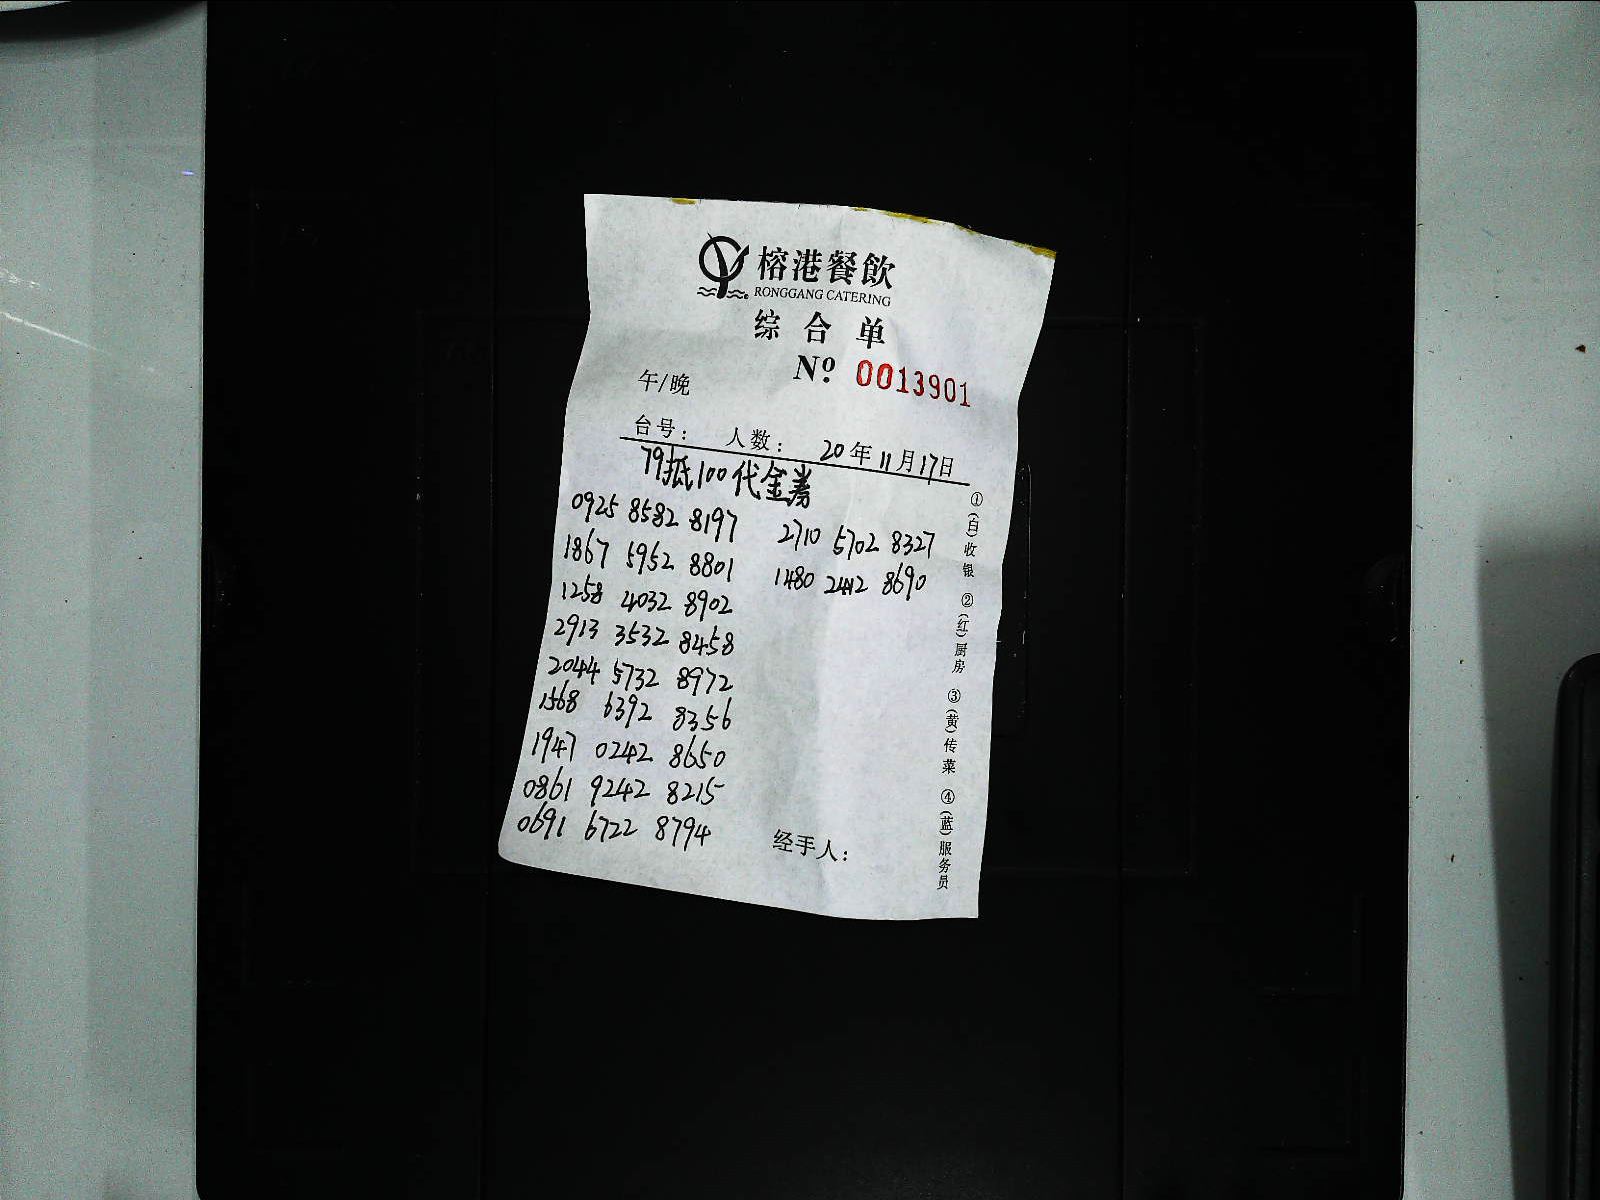 榕港餐飲
RONGGANG CATERING
综合单
Nº 0013901
午/晚
台号： 人数： 20年11月17日
79抵100代金券
0925 8582 8197 2710 5702 8327
1867 5952 8801 1480 2442 8690
1258 4032 8902
2913 3532 8458
2044 5732 8972
1568 6392 8356
1947 0242 8650
0861 9242 8215
0691 6722 8794
经手人：
①(白)收银 ②(红)厨房 ③(黄)传菜 ④(蓝)服务员